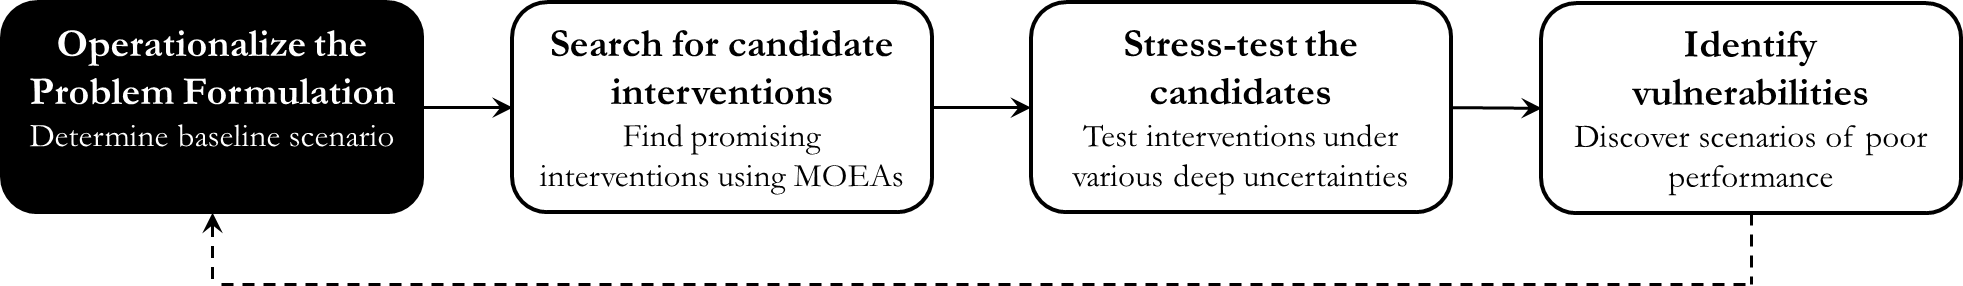 Operationalize the
Problem Formulation
Determine baseline scenario
Search for candidate
interventions
Find promising
interventions using MOEAs
Stress-test the
candidates
Test interventions under
various deep uncertainties
Identify
vulnerabilities
Discover scenarios of poor
performance